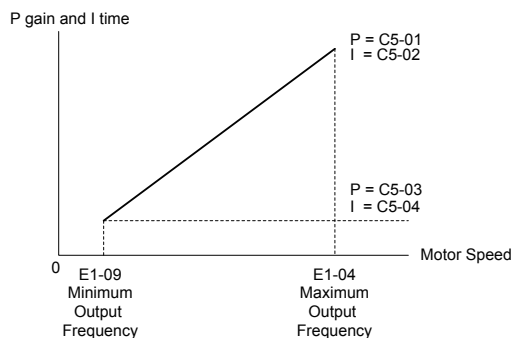 P gain and I time
P = C5-01
I = C5-02
P = C5-03
I = C5-04
Motor Speed
0
E1-09
Minimum
Output
Frequency
E1-04
Maximum
Output
Frequency